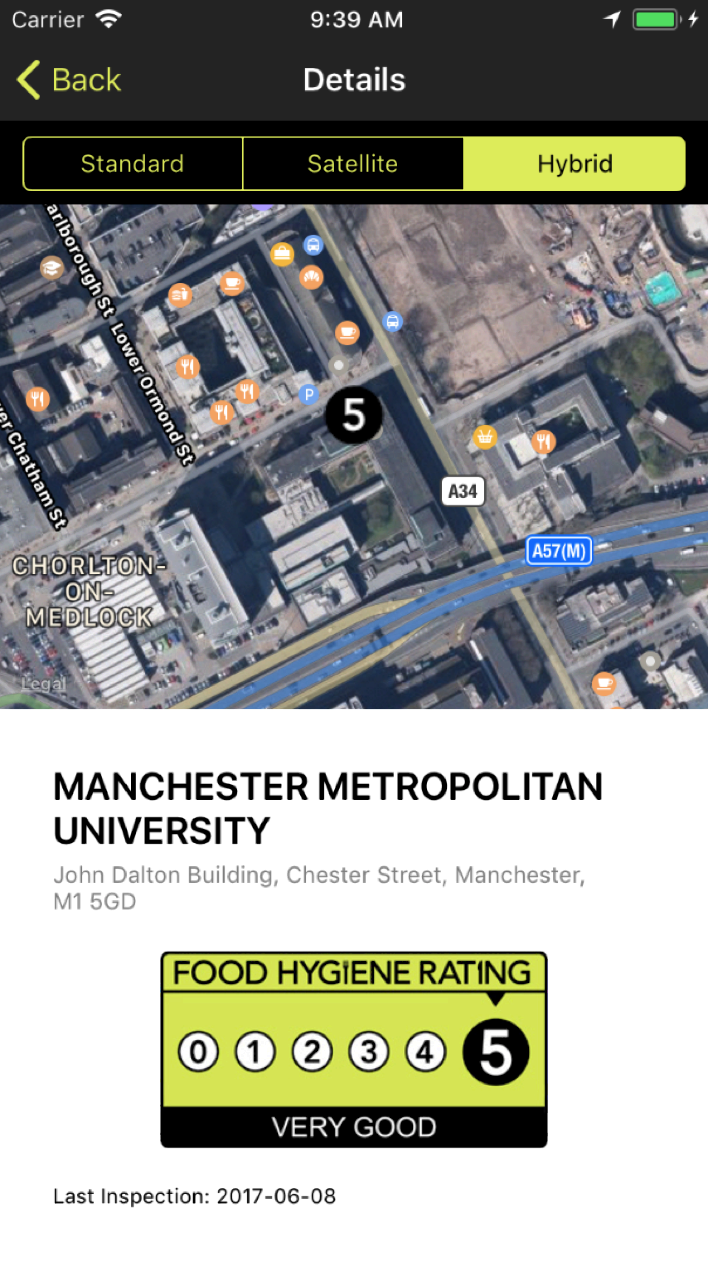 Carrier 9:39 AM
Back Details
Standard Satellite Hybrid
arlborough St
Lower Ormond St
er Chatham St
P
5
A34
A57(M)
CHORLTON-
ON-
MEDLOCK
Legal
MANCHESTER METROPOLITAN
UNIVERSITY
John Dalton Building, Chester Street, Manchester,
M1 5GD
FOOD HYGIENE RATING
0 1 2 3 4 5
VERY GOOD
Last Inspection: 2017-06-08